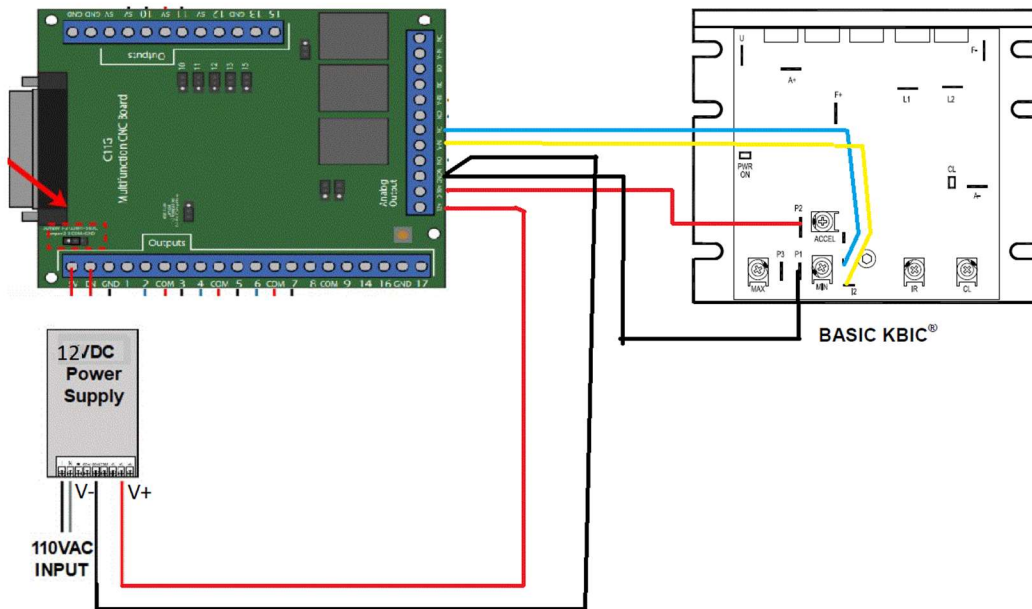 GND GND 5V 5V 10 5V 11 5V 12 GND 13 15
Outputs
10 11 12 13 15
C11G
Multifunction CNC Board
Analog
Output
Outputs
GND 1 2 COM 3 4 COM 5 6 COM 7 8 COM 9 14 16 GND 17
12VDC
Power
Supply
V- V+
110VAC
INPUT
U
F+
A+
F+
L1 L2
PWR
ON
CL
A-
P2
ACCEL
P3 P1
MAX MIN I2 IR CL
BASIC KBIC®